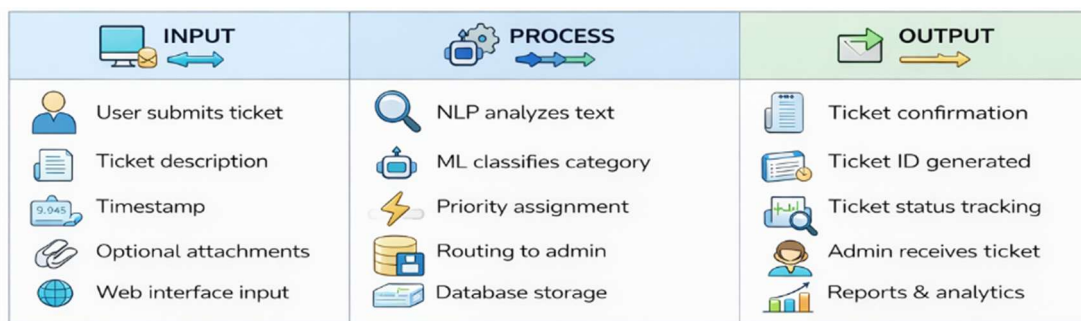 INPUT
User submits ticket
Ticket description
9.945
Timestamp
Optional attachments
Web interface input
PROCESS
NLP analyzes text
ML classifies category
Priority assignment
Routing to admin
Database storage
OUTPUT
Ticket confirmation
Ticket ID generated
Ticket status tracking
Admin receives ticket
Reports & analytics